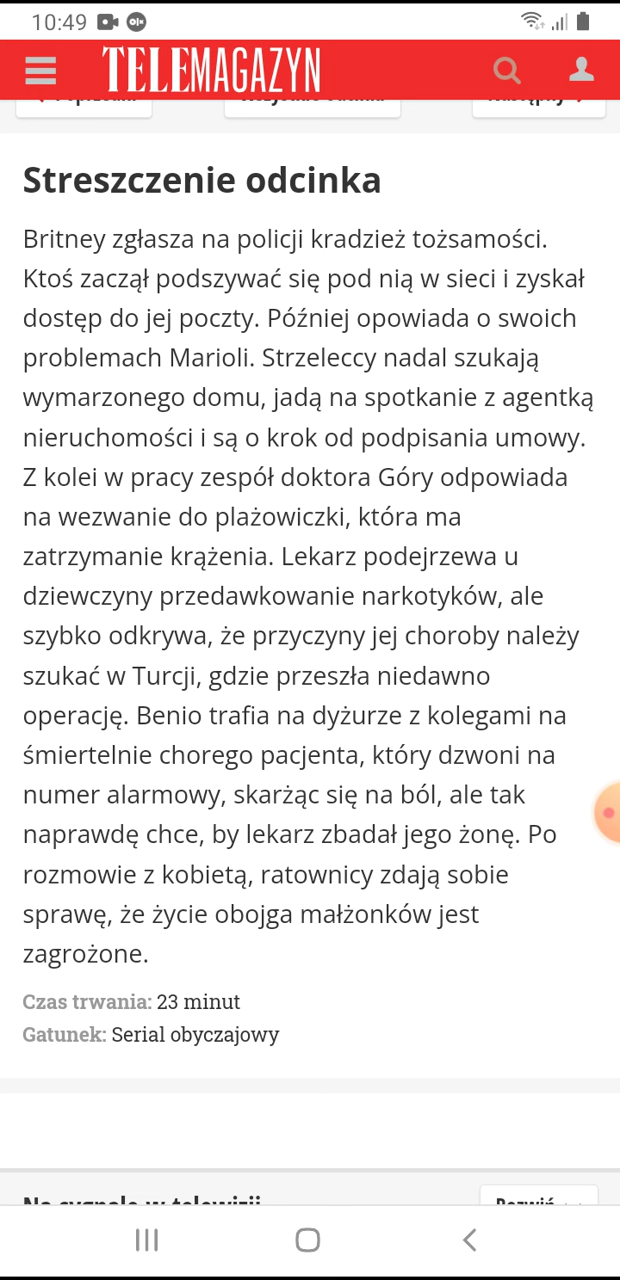 10:49
olx
TELEMAGAZYN
Streszczenie odcinka
Britney zgłasza na policji kradzież tożsamości.
Ktoś zaczął podszywać się pod nią w sieci i zyskał
dostęp do jej poczty. Później opowiada o swoich
problemach Marioli. Strzeleccy nadal szukają
wymarzonego domu, jadą na spotkanie z agentką
nieruchomości i są o krok od podpisania umowy.
Z kolei w pracy zespół doktora Góry odpowiada
na wezwanie do plażowiczki, która ma
zatrzymanie krążenia. Lekarz podejrzewa u
dziewczyny przedawkowanie narkotyków, ale
szybko odkrywa, że przyczyny jej choroby należy
szukać w Turcji, gdzie przeszła niedawno
operację. Benio trafia na dyżurze z kolegami na
śmiertelnie chorego pacjenta, który dzwoni na
numer alarmowy, skarżąc się na ból, ale tak
naprawdę chce, by lekarz zbadał jego żonę. Po
rozmowie z kobietą, ratownicy zdają sobie
sprawę, że życie obojga małżonków jest
zagrożone.
Czas trwania: 23 minut
Gatunek: Serial obyczajowy
Na sygnale w telewizji
Rozwiń